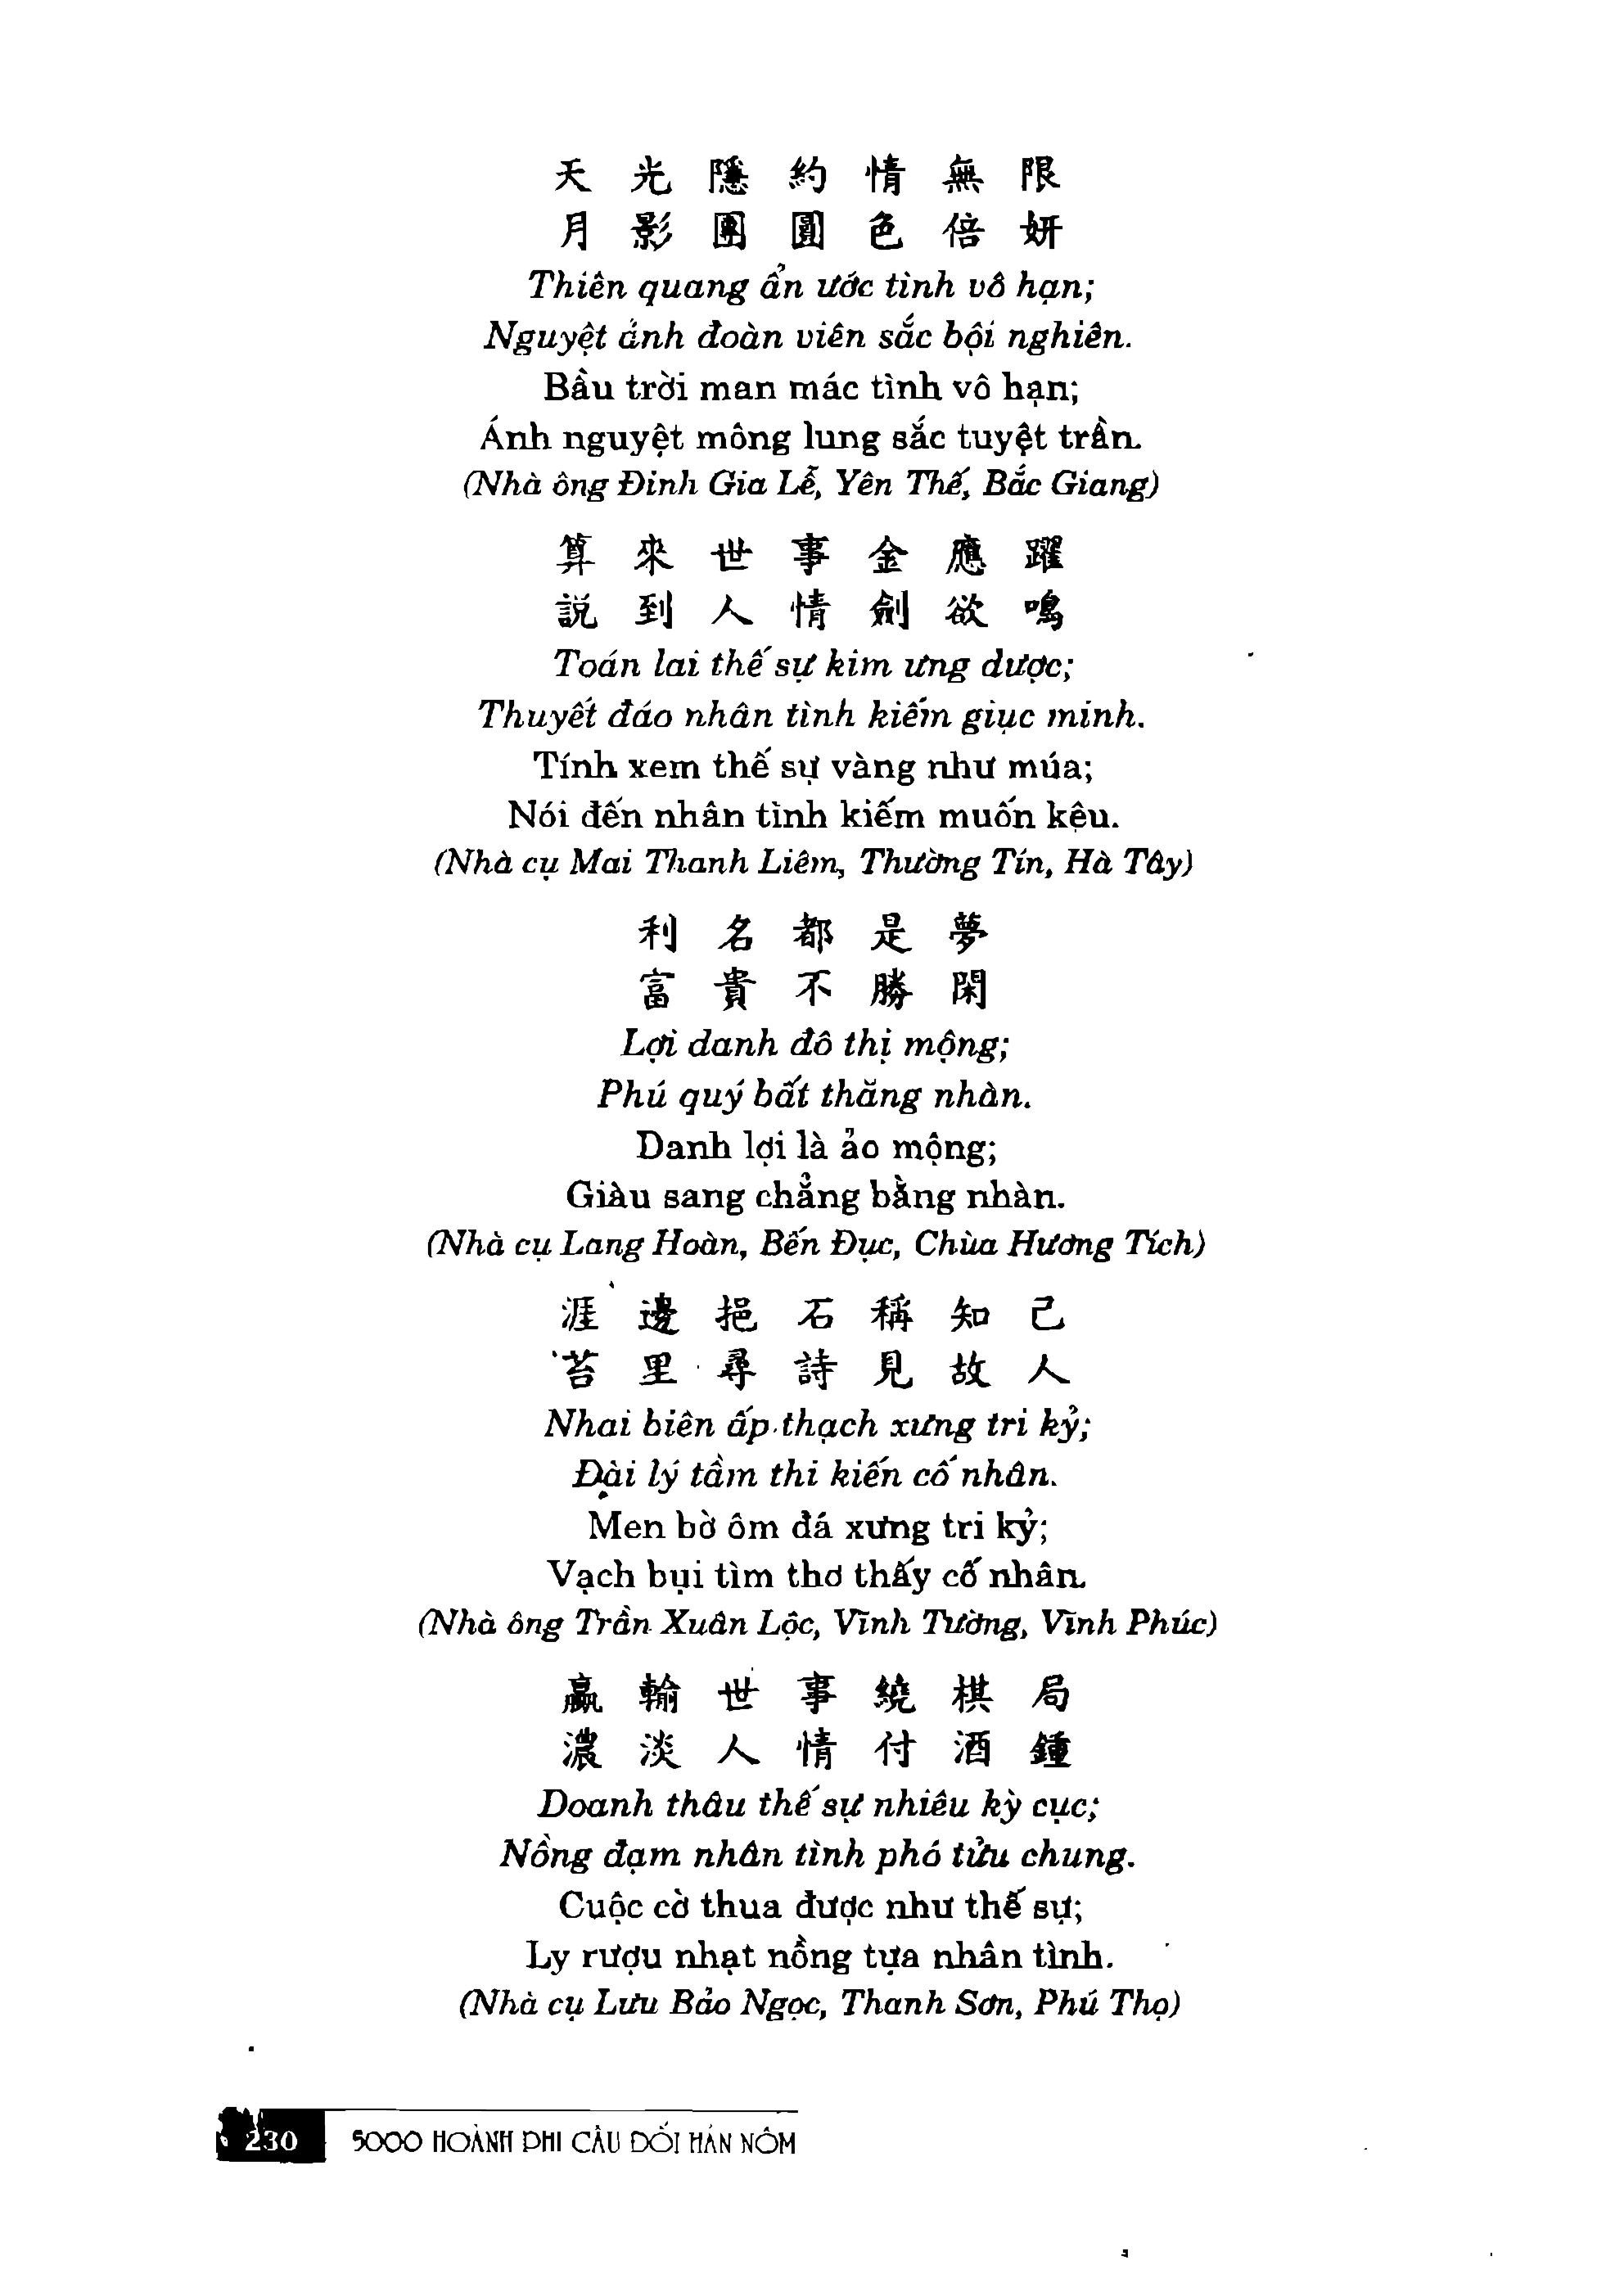 天光隱約情無限
月影團圓色倍妍
Thiên quang ẩn ước tình vô hạn;
Nguyệt ảnh đoàn viên sắc bội nghiên.
Bầu trời man mác tình vô hạn;
Ánh nguyệt mông lung sắc tuyệt trần.
(Nhà ông Đinh Gia Lễ, Yên Thế, Bắc Giang)
算來世事金應躍
説到人情劍欲鳴
Toán lai thế sự kim ưng dược;
Thuyết đáo nhân tình kiếm giục minh.
Tính xem thế sự vàng như múa;
Nói đến nhân tình kiếm muốn kêu.
(Nhà cụ Mai Thanh Liêm, Thường Tín, Hà Tây)
利名都是夢
富貴不勝閑
Lợi danh đô thị mộng;
Phú quý bất thăng nhàn.
Danh lợi là ảo mộng;
Giàu sang chẳng bằng nhàn.
(Nhà cụ Lang Hoàn, Bến Đục, Chùa Hương Tích)
涯邊挹石稱知己
苔里尋詩見故人
Nhai biên ấp thạch xưng tri kỷ;
Đài lý tầm thi kiến cố nhân.
Men bờ ôm đá xưng tri kỷ;
Vạch bụi tìm thơ thấy cố nhân.
(Nhà ông Trần Xuân Lộc, Vĩnh Tường, Vĩnh Phúc)
贏輸世事繞棋局
濃淡人情付酒鍾
Doanh thâu thế sự nhiêu kỳ cục;
Nồng đạm nhân tình phó tửu chung.
Cuộc cờ thua được như thế sự;
Ly rượu nhạt nồng tựa nhân tình.
(Nhà cụ Lưu Bảo Ngọc, Thanh Sơn, Phú Thọ)
230 5000 HOÀNH PHI CÂU ĐỐI HÁN NÔM